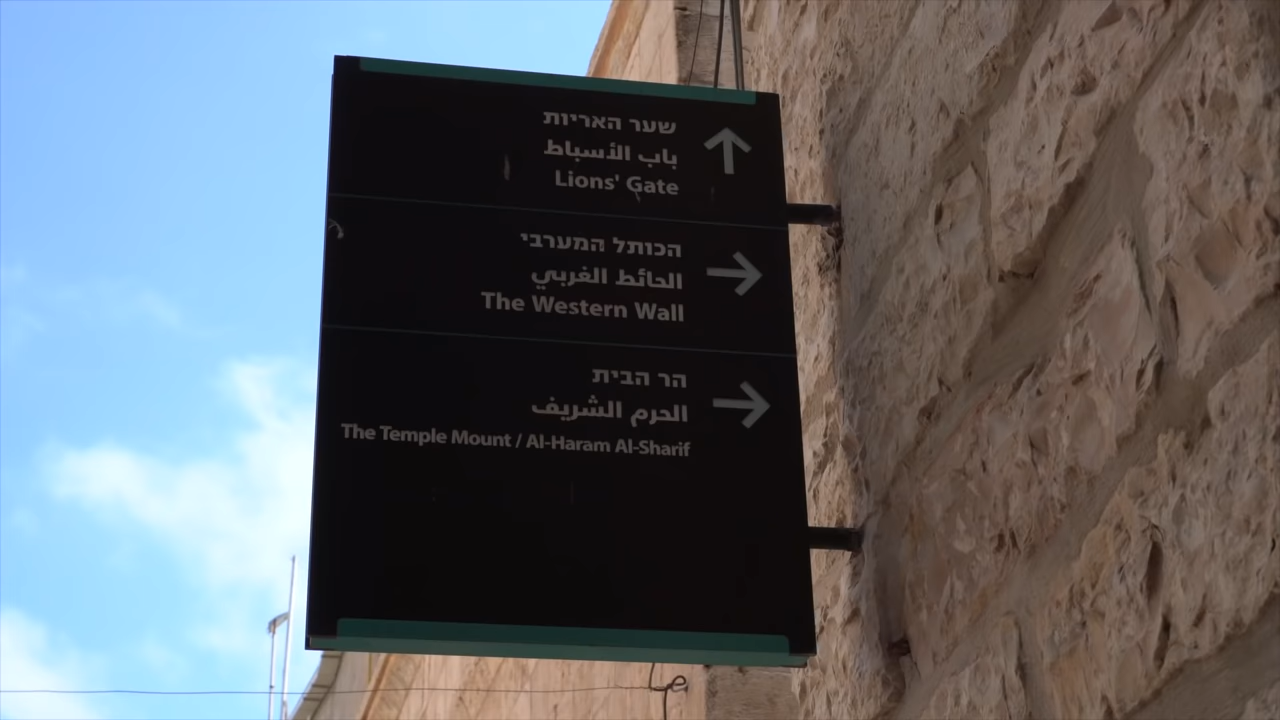 שער האריות
باب الأسباط
Lions' Gate
הכותל המערבי
الحائط الغربي
The Western Wall
הר הבית
الحرم الشريف
The Temple Mount / Al-Haram Al-Sharif